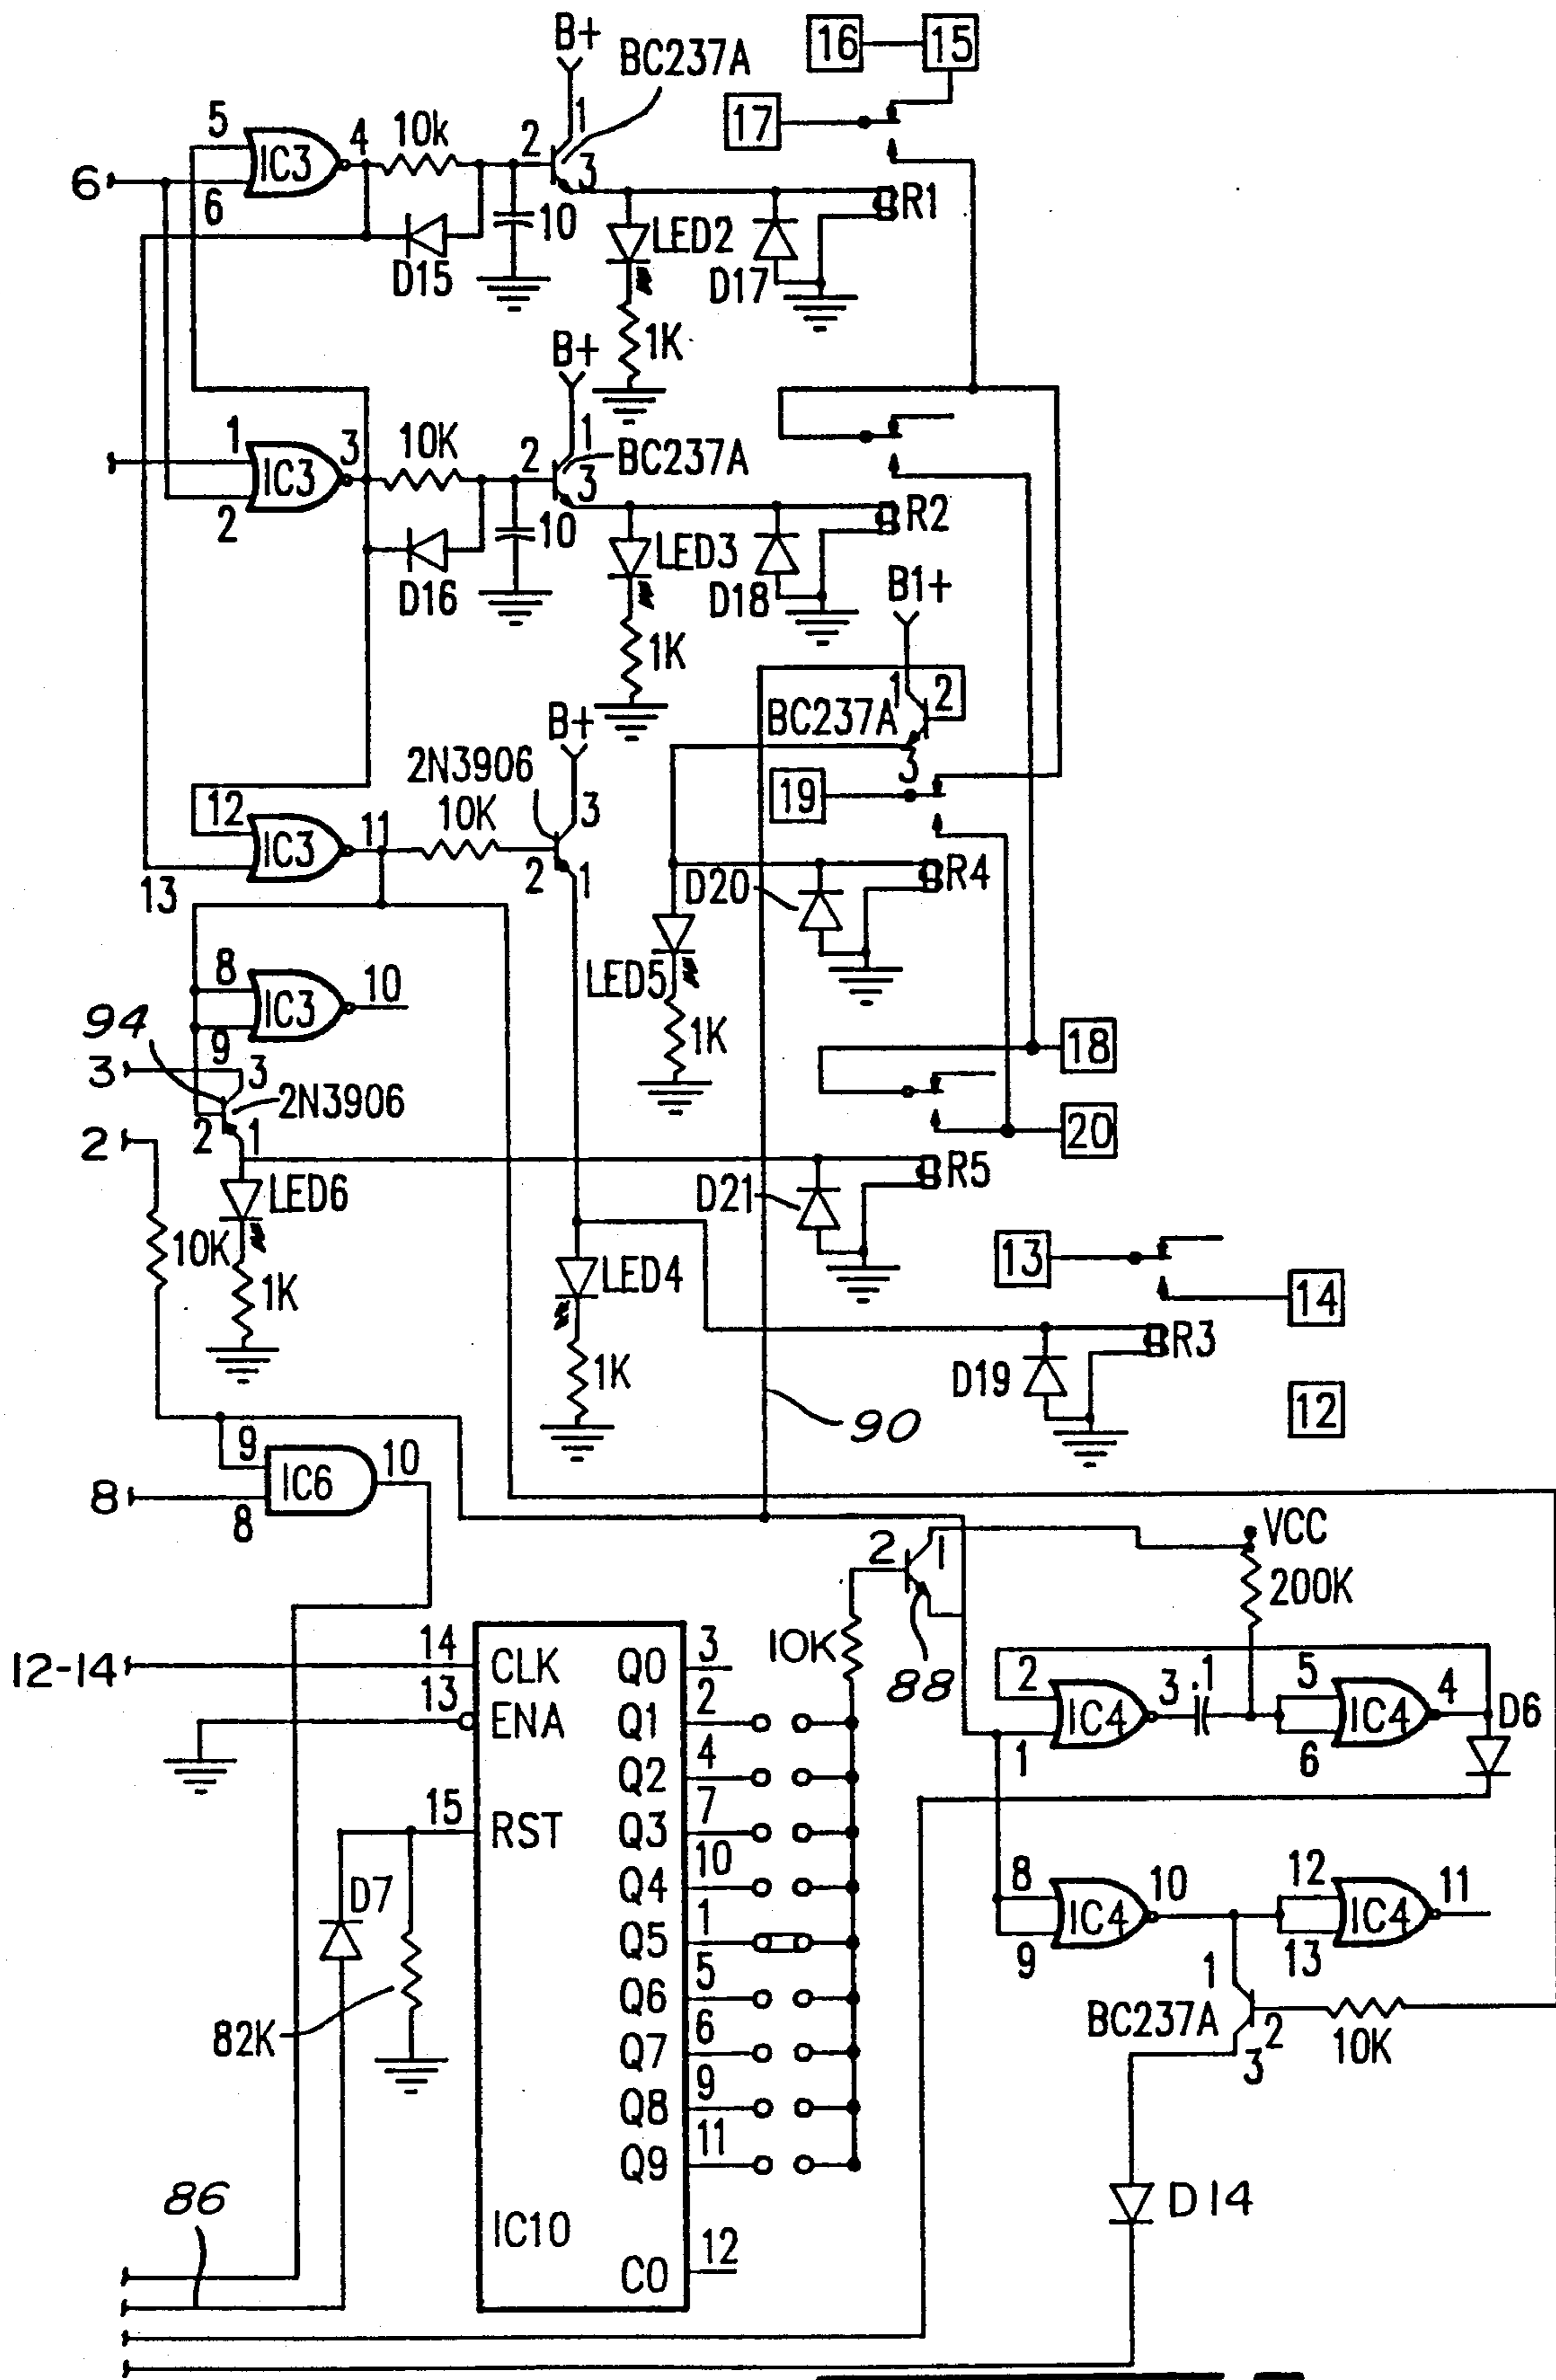 B+
BC237A
16
15
17
5
4
10k
2
1
3
IC3
6
6
R1
10
LED2
D15
D17
1K
B+
1
3
10K
2
1
3
BC237A
IC3
2
R2
10
LED3
D16
D18
B1+
1K
1
2
BC237A
B+
3
2N3906
19
12
10K
3
11
IC3
2
1
D20
R4
13
LED5
8
10
IC3
94
9
1K
18
3
3
2N3906
2
1
20
2
LED6
D21
R5
10K
13
LED4
1K
14
R3
1K
D19
12
90
9
10
IC6
8
8
VCC
2
1
200K
10K
12-14
14
CLK
Q0
3
88
2
3
.1
5
4
13
ENA
Q1
2
IC4
IC4
D6
1
6
Q2
4
15
RST
Q3
7
Q4
10
8
10
12
11
D7
IC4
IC4
Q5
1
9
13
Q6
5
1
BC237A
2
10K
82K
Q7
6
3
Q8
9
Q9
11
86
D14
IC10
CO
12